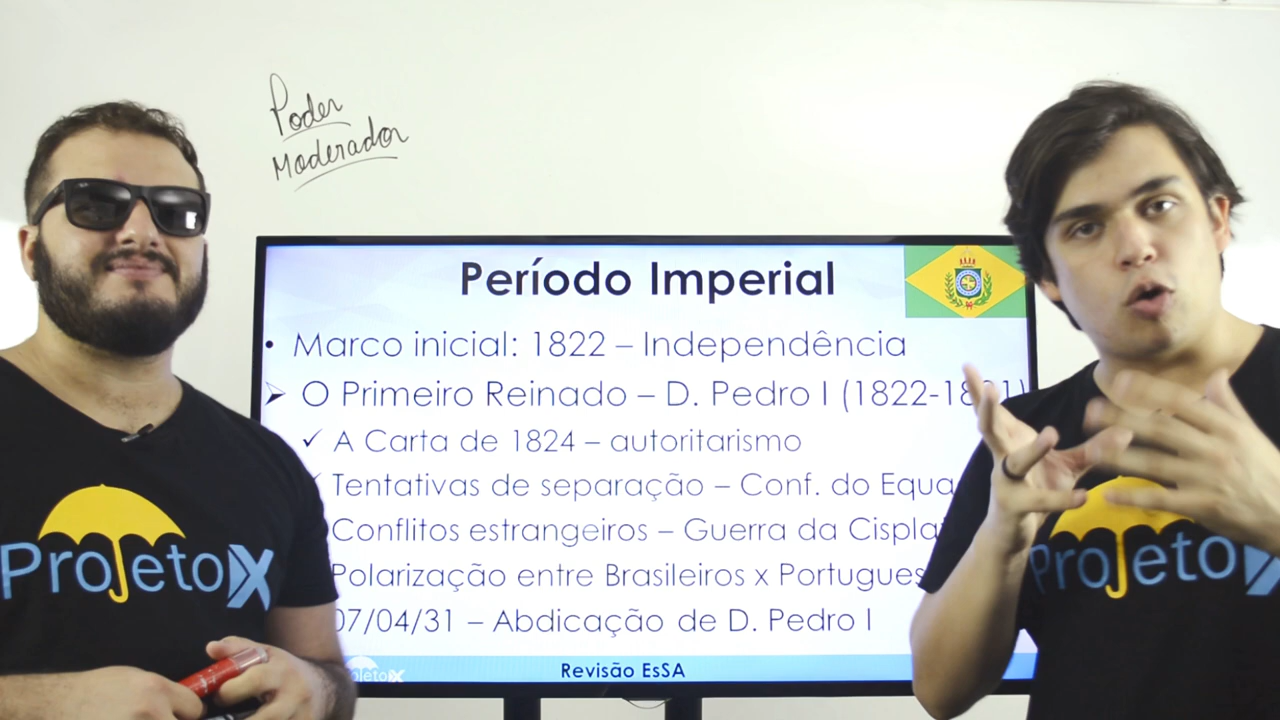 Poder
Moderador
Período Imperial
• Marco inicial: 1822 – Independência
➢ O Primeiro Reinado – D. Pedro I (1822-1831)
✓ A Carta de 1824 – autoritarismo
✓ Tentativas de separação – Conf. do Equa
Conflitos estrangeiros – Guerra da Cispla
Polarização entre Brasileiros x Portugues
07/04/31 – Abdicação de D. Pedro I
Revisão EsSA
ProjetoX
ProjetoX